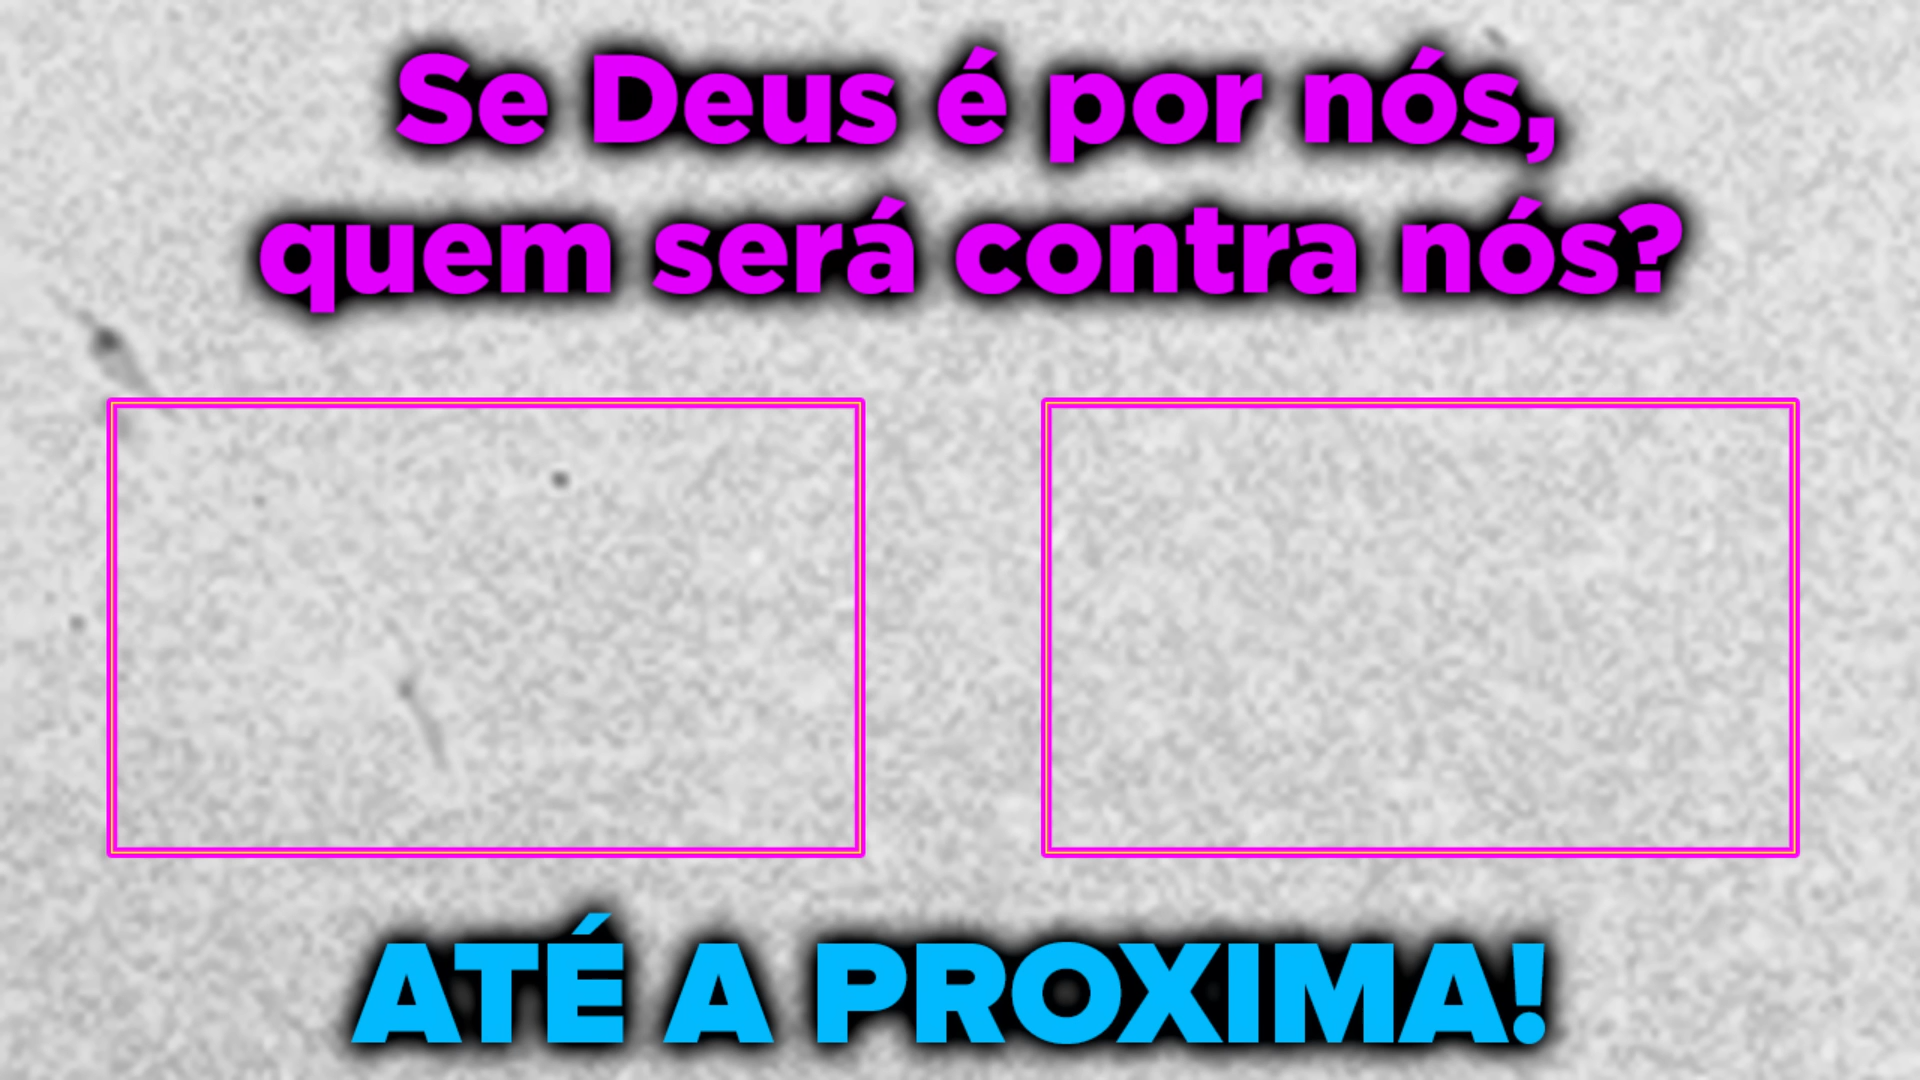 Se Deus é por nós,
quem será contra nós?
ATÉ A PROXIMA!